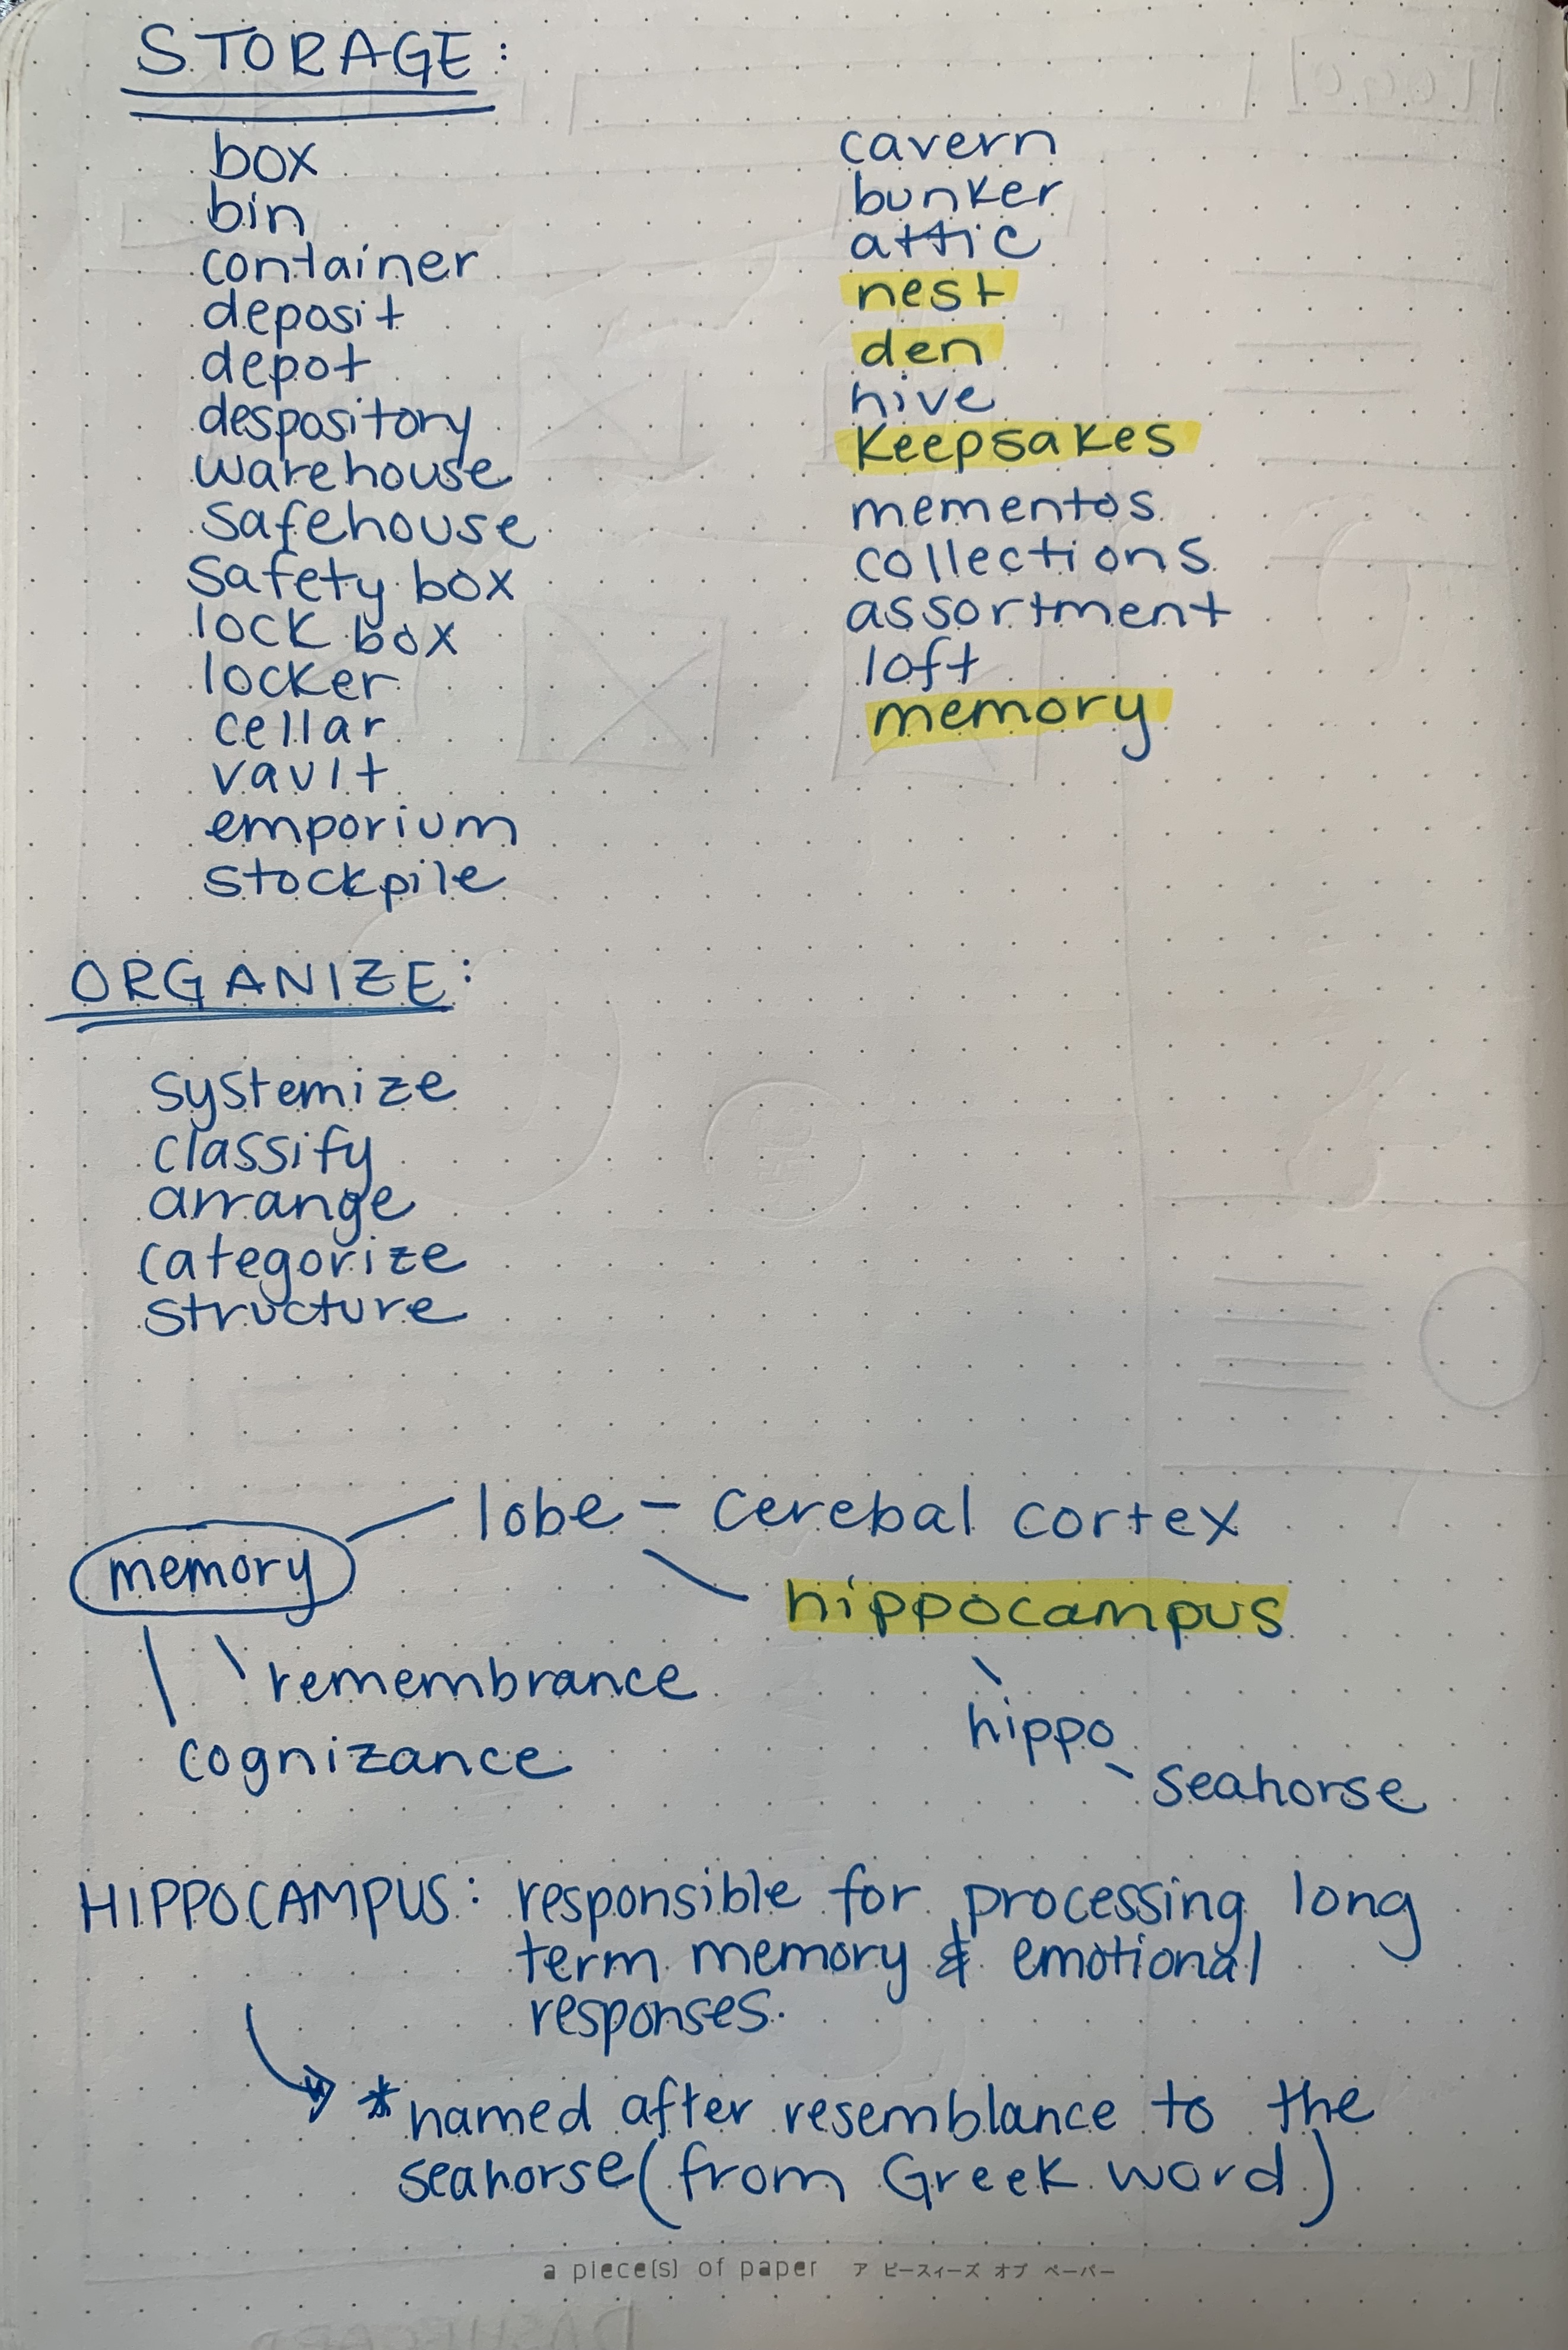 STORAGE:
box
bin
container
deposit
depot
despository
warehouse
safehouse
safety box
lock box
locker
cellar
vault
emporium
stockpile
cavern
bunker
attic
nest
den
hive
keepsakes
mementos
collections
assortment
loft
memory
ORGANIZE:
systemize
classify
arrange
categorize
structure
memory
lobe - cerebal cortex
hippocampus
remembrance
cognizance
hippo
seahorse
HIPPOCAMPUS: responsible for processing long
term memory & emotional
responses.
*named after resemblance to the
seahorse (from Greek word)
a piece(s) of paper ア ピースィーズ オブ ペーパー